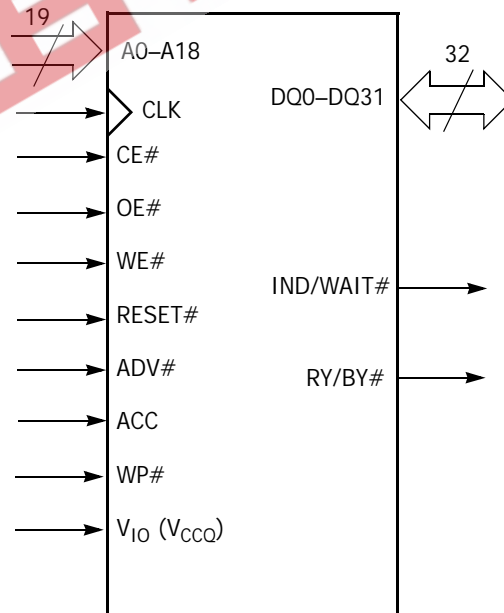 19
A0–A18
32
DQ0–DQ31
CLK
CE#
OE#
WE#
IND/WAIT#
RESET#
ADV#
RY/BY#
ACC
WP#
VIO (VCCQ)